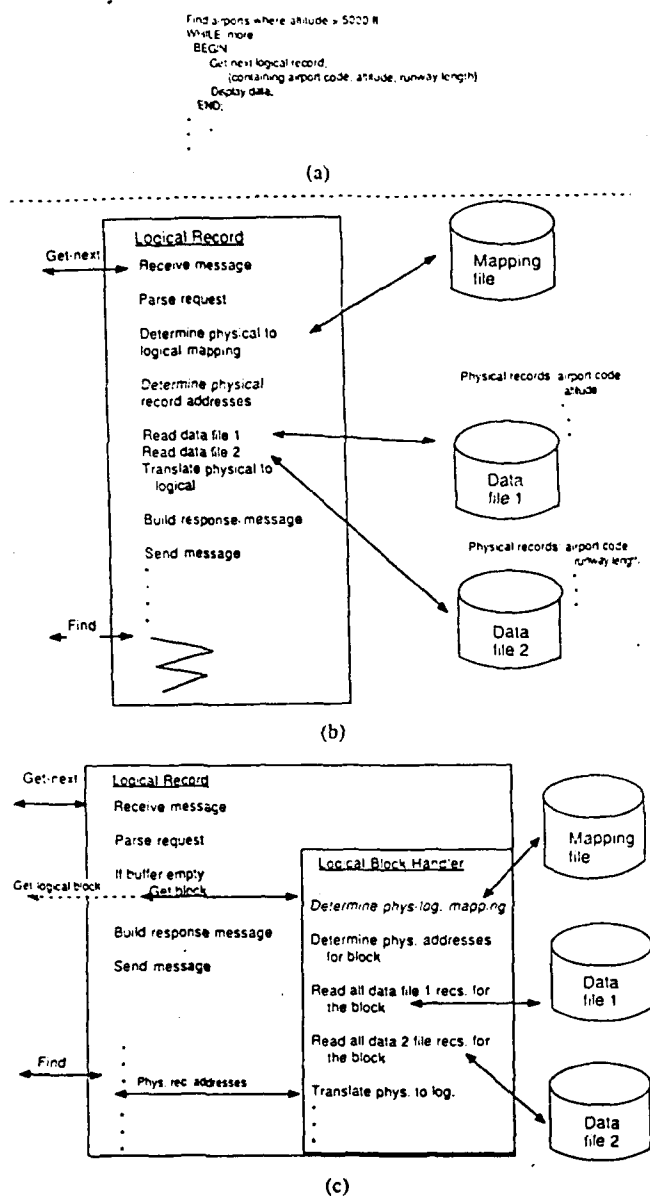 Find airports where altitude > 5000 ft
WHILE more
BEGIN
Get next logical record,
(containing airport code, altitude, runway length)
Display data,
END;
(a)
Logical Record
Get-next
Receive message
Parse request
Determine physical to
logical mapping
Determine physical
record addresses
Read data file 1
Read data file 2
Translate physical to
logical
Build response message
Send message
Find
Mapping
file
Physical records: airport code
altitude
Data
file 1
Physical records: airport code
runway length
Data
file 2
(b)
Get-next
Logical Record
Receive message
Parse request
If buffer empty
Get block
Get logical block
Build response message
Send message
Find
Phys. rec. addresses
Logical Block Handler
Determine phys-log. mapping
Determine phys. addresses
for block
Read all data file 1 recs. for
the block
Read all data 2 file recs. for
the block
Translate phys. to log.
Mapping
file
Data
file 1
Data
file 2
(c)